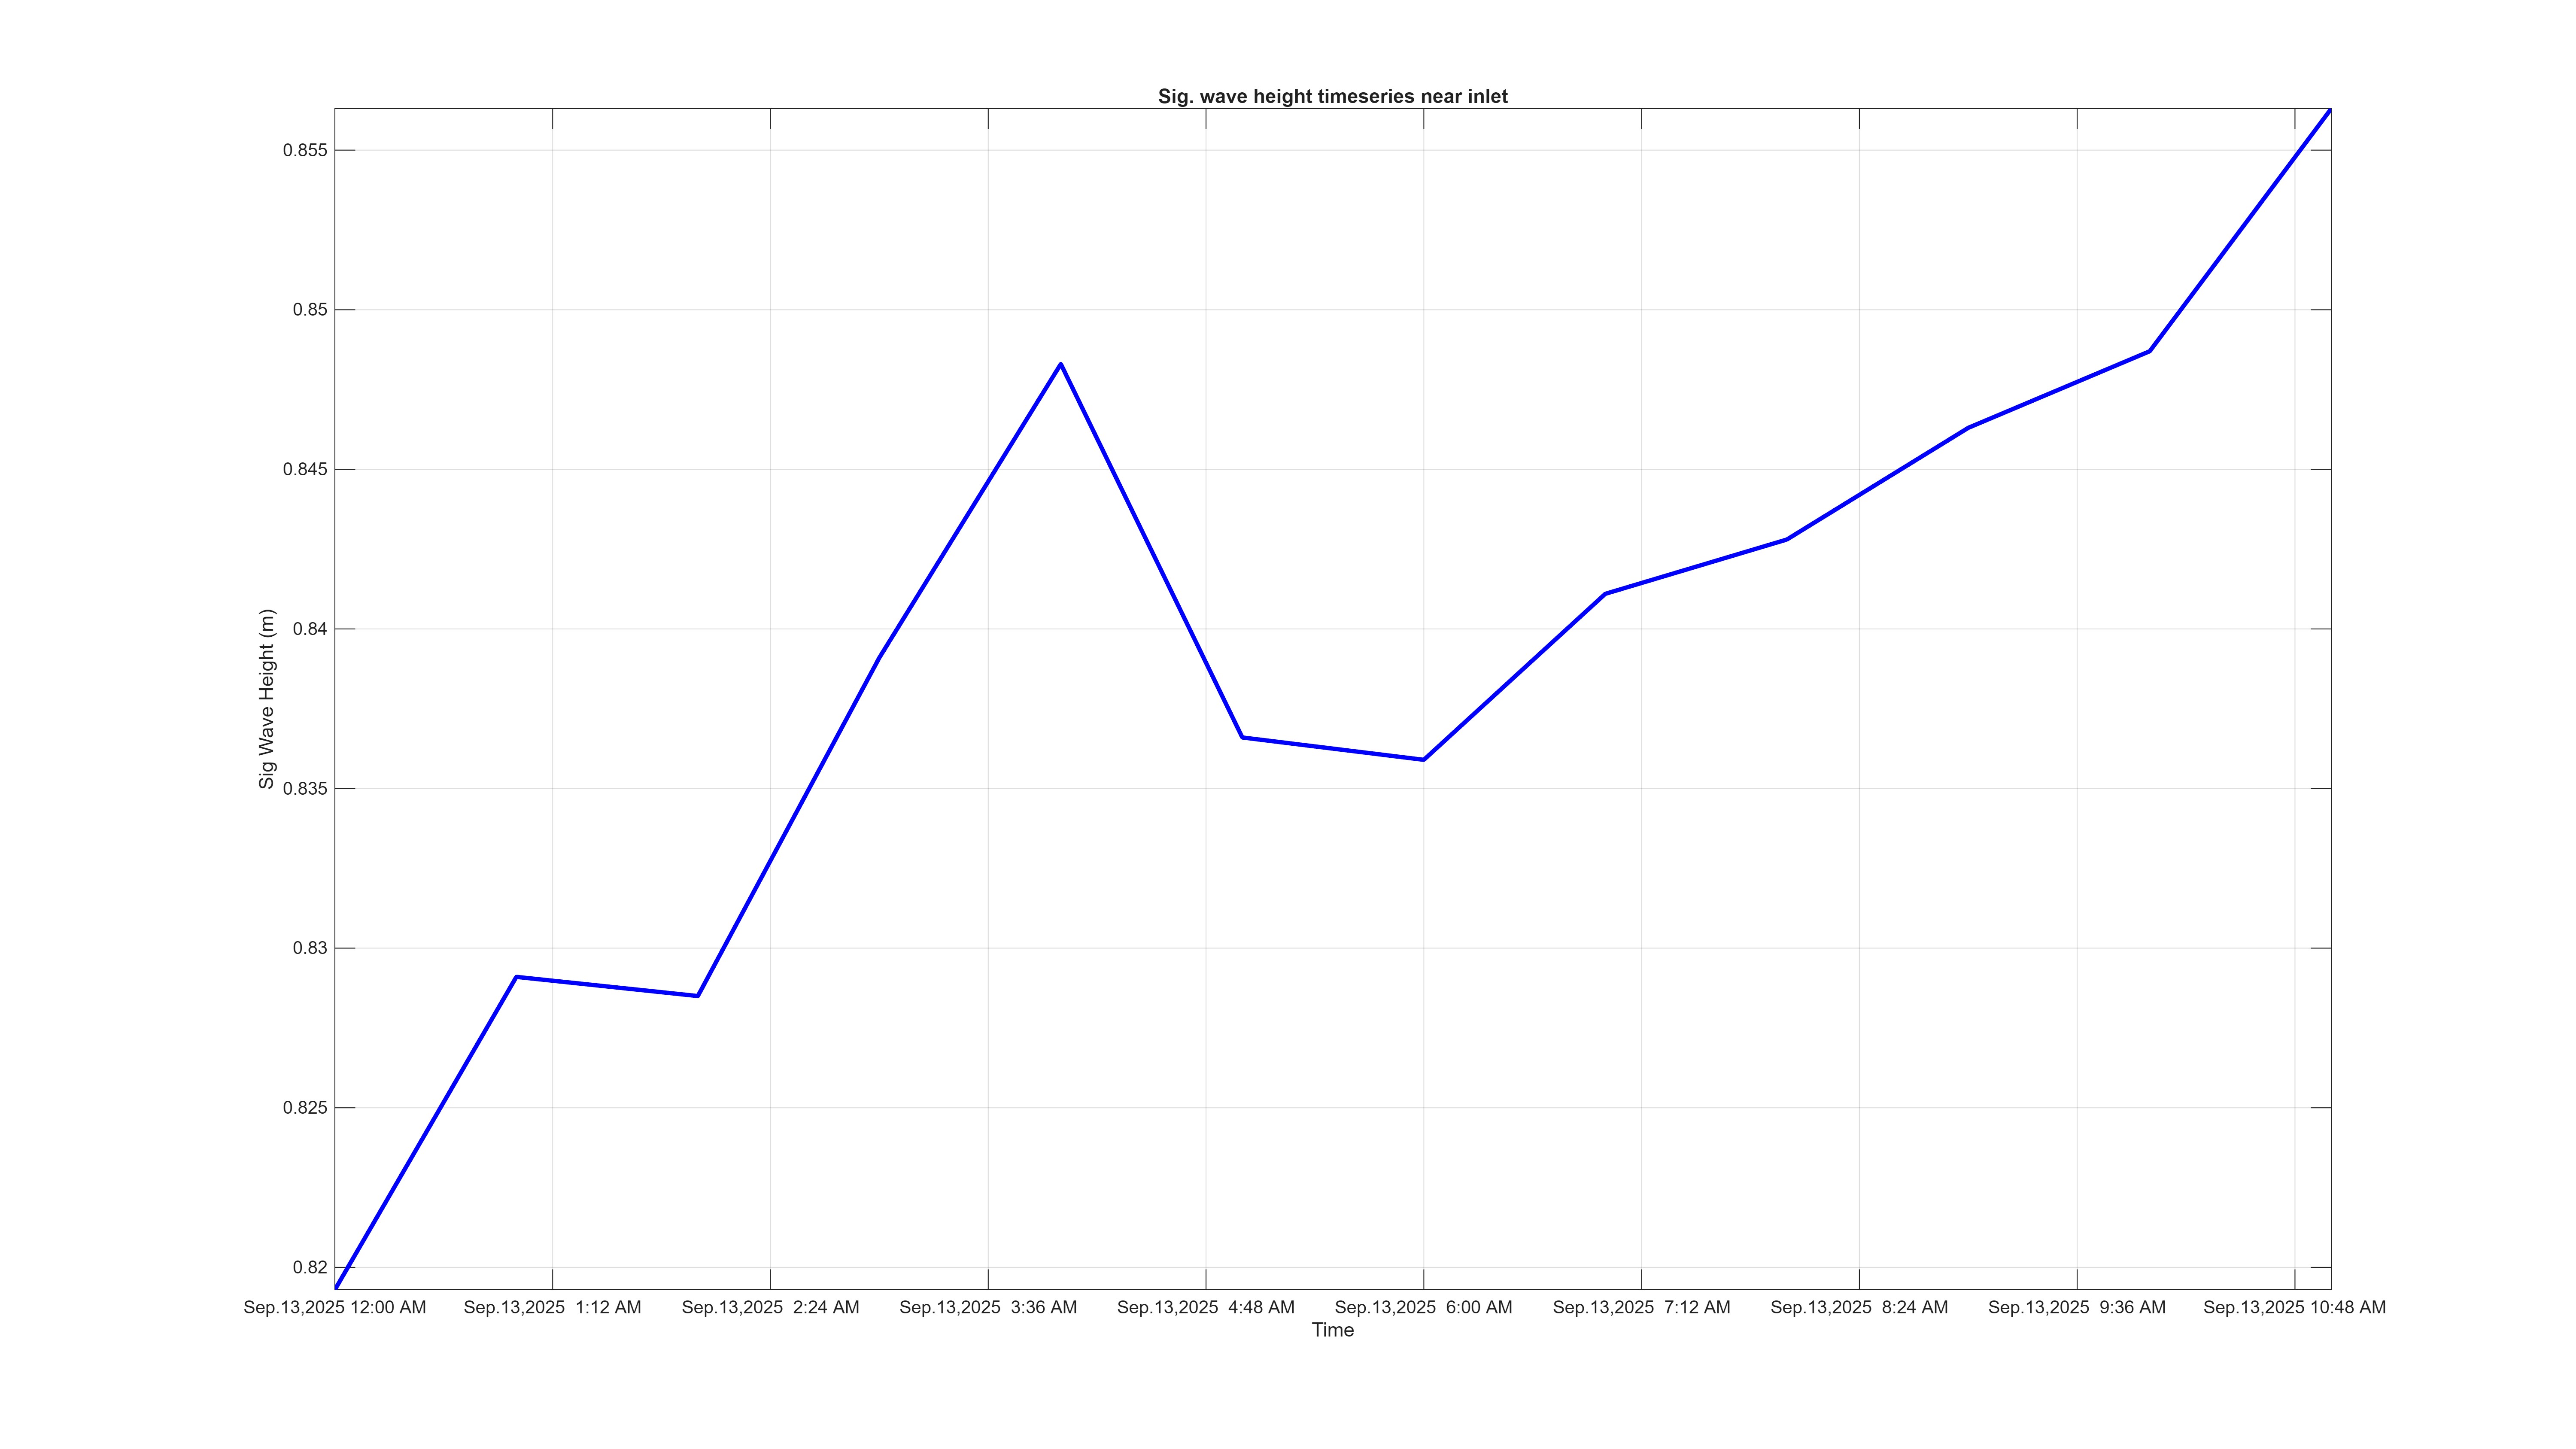 Sig. wave height timeseries near inlet
0.855
0.85
0.845
0.84
0.835
0.83
0.825
0.82
Sig Wave Height (m)
Sep.13,2025 12:00 AM
Sep.13,2025  1:12 AM
Sep.13,2025  2:24 AM
Sep.13,2025  3:36 AM
Sep.13,2025  4:48 AM
Sep.13,2025  6:00 AM
Sep.13,2025  7:12 AM
Sep.13,2025  8:24 AM
Sep.13,2025  9:36 AM
Sep.13,2025 10:48 AM
Time